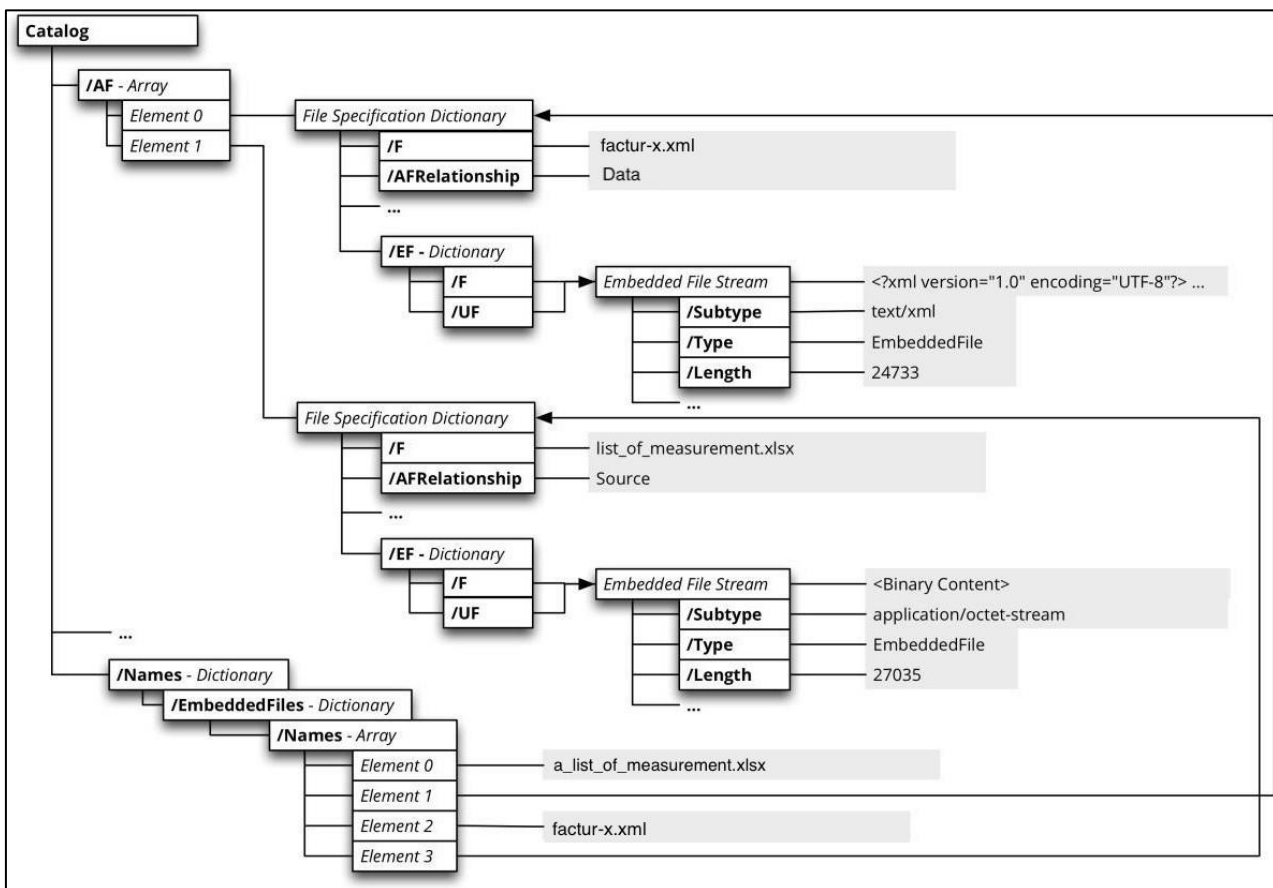 Catalog
/AF - Array
Element 0
File Specification Dictionary
Element 1
/F
factur-x.xml
/AFRelationship
Data
...
/EF - Dictionary
/F
Embedded File Stream
<?xml version="1.0" encoding="UTF-8"?> ...
/UF
/Subtype
text/xml
/Type
EmbeddedFile
/Length
24733
...
File Specification Dictionary
/F
list_of_measurement.xlsx
/AFRelationship
Source
...
/EF - Dictionary
/F
Embedded File Stream
<Binary Content>
/UF
/Subtype
application/octet-stream
...
/Type
EmbeddedFile
/Names - Dictionary
/Length
27035
/EmbeddedFiles - Dictionary
...
/Names - Array
Element 0
a_list_of_measurement.xlsx
Element 1
Element 2
factur-x.xml
Element 3